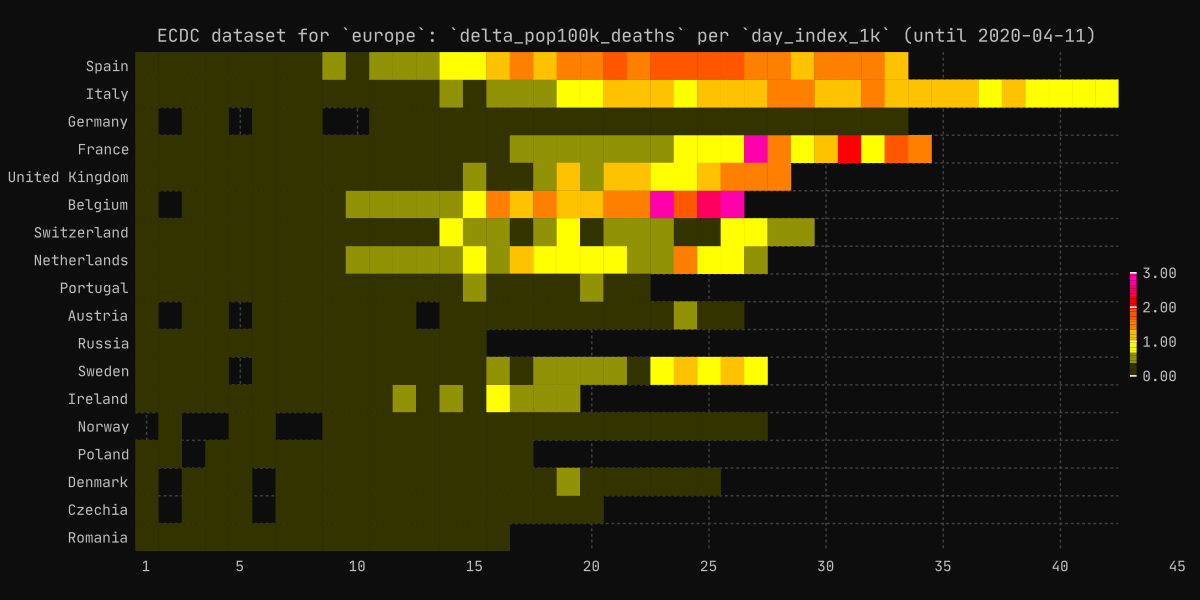 ECDC dataset for `europe`: `delta_pop100k_deaths` per `day_index_1k` (until 2020-04-11)
Spain
Italy
Germany
France
United Kingdom
Belgium
Switzerland
Netherlands
Portugal
Austria
Russia
Sweden
Ireland
Norway
Poland
Denmark
Czechia
Romania
1 5 10 15 20 25 30 35 40 45
3.00
2.00
1.00
0.00